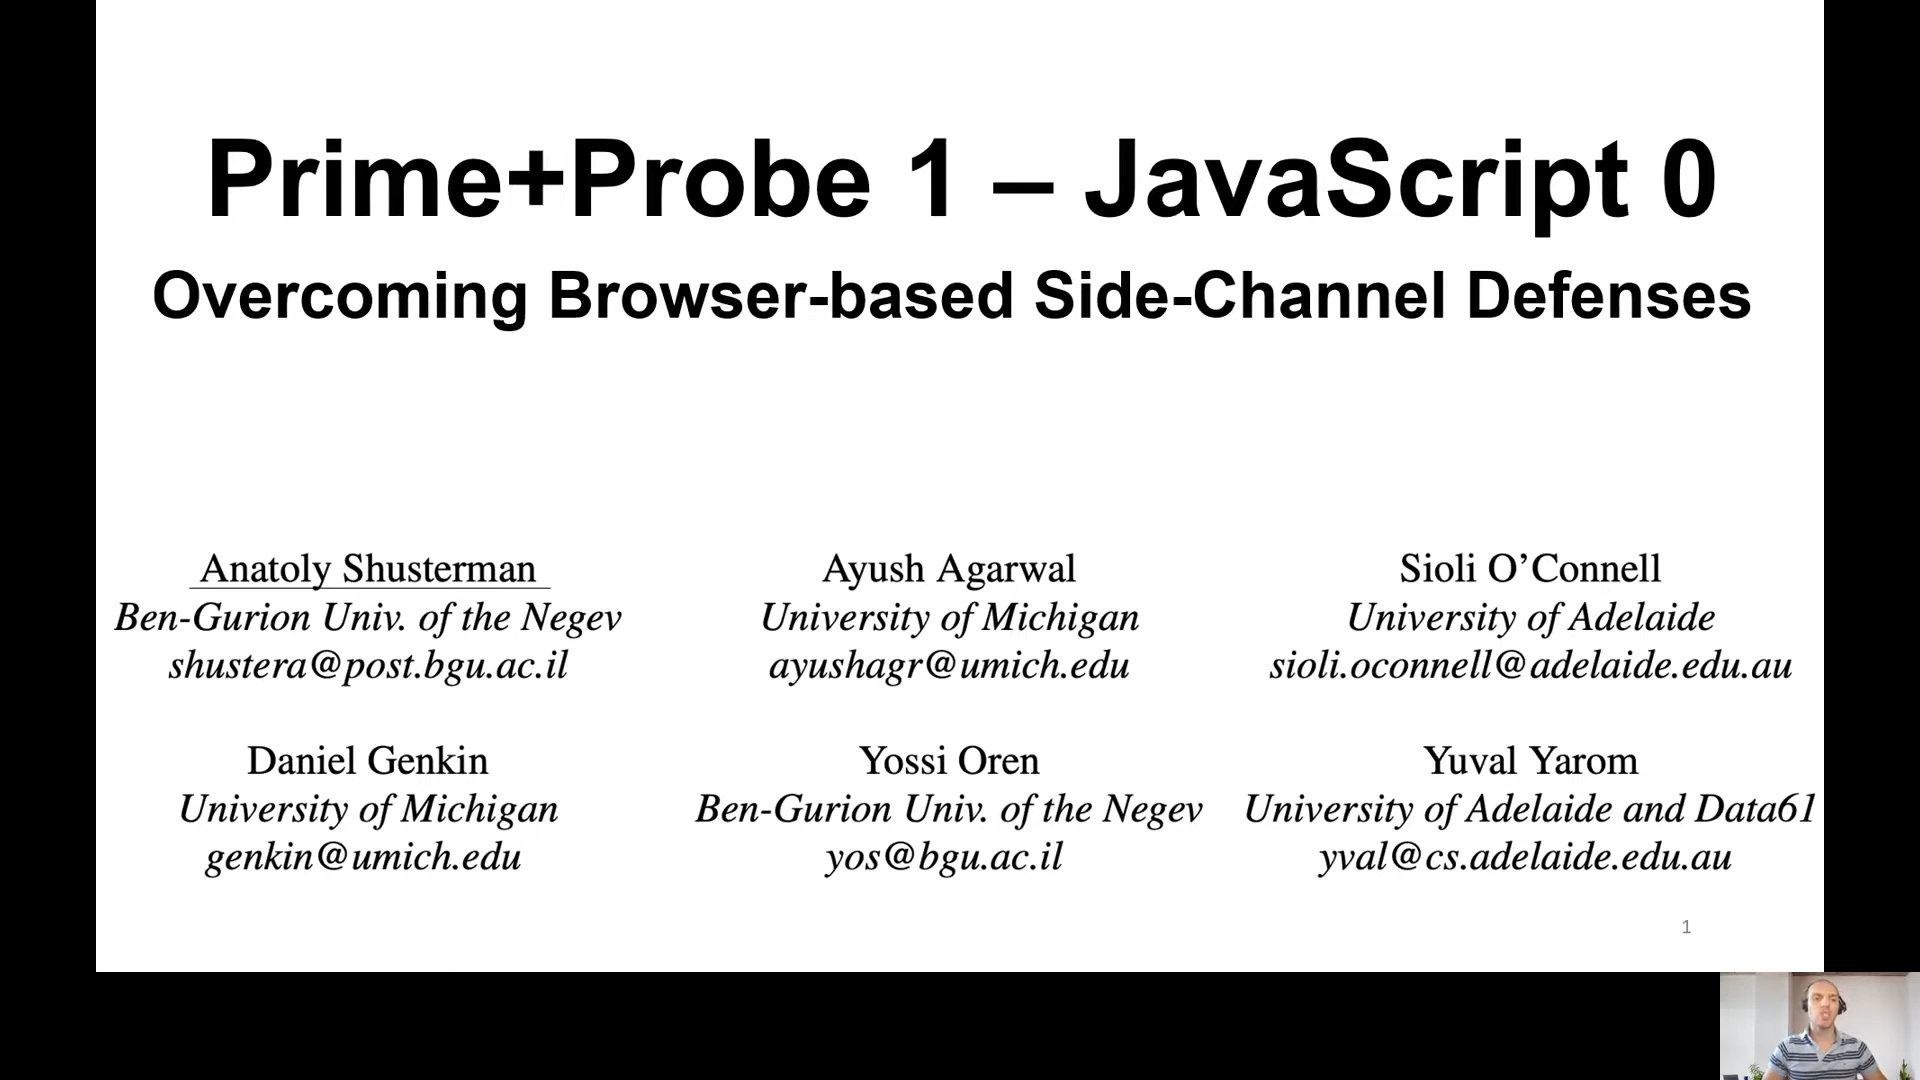 Prime+Probe 1 – JavaScript 0
Overcoming Browser-based Side-Channel Defenses
Anatoly Shusterman
Ben-Gurion Univ. of the Negev
shustera@post.bgu.ac.il
Ayush Agarwal
University of Michigan
ayushagr@umich.edu
Sioli O’Connell
University of Adelaide
sioli.oconnell@adelaide.edu.au
Daniel Genkin
University of Michigan
genkin@umich.edu
Yossi Oren
Ben-Gurion Univ. of the Negev
yos@bgu.ac.il
Yuval Yarom
University of Adelaide and Data61
yval@cs.adelaide.edu.au
1